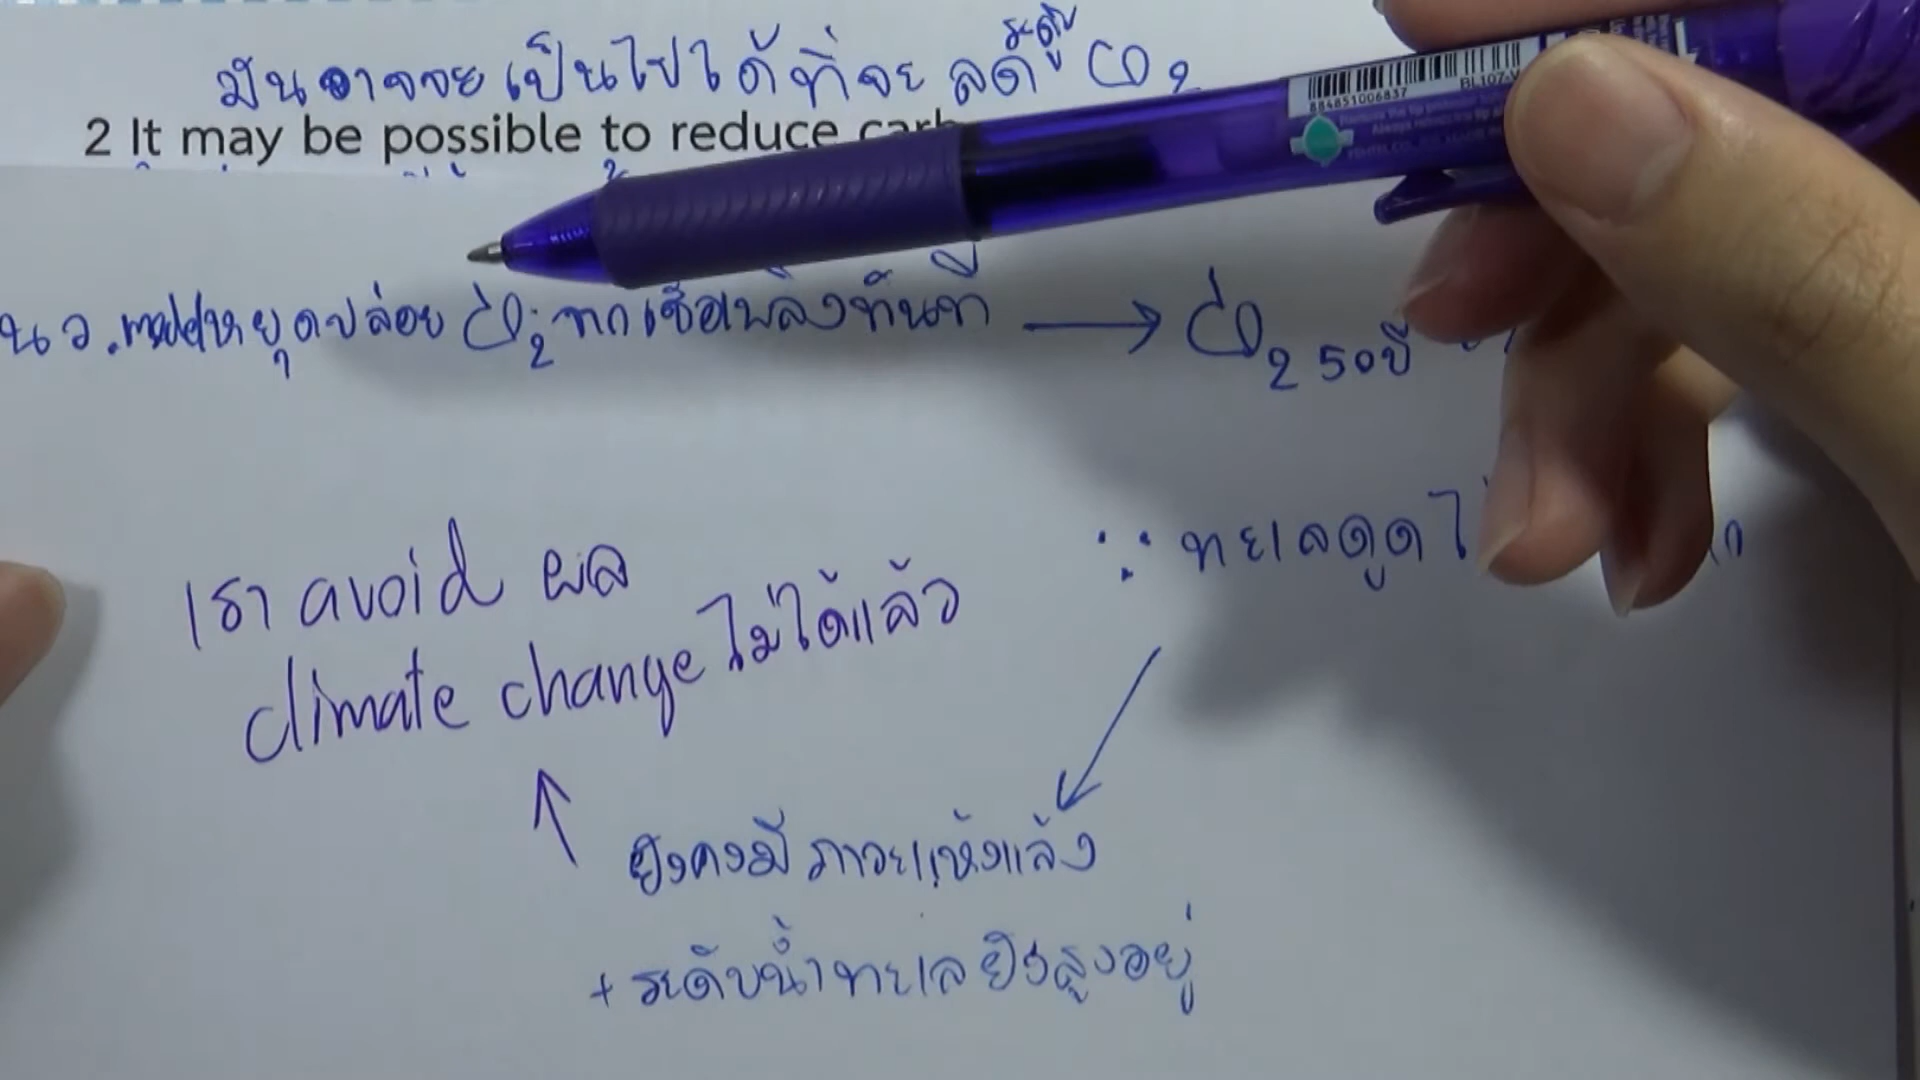 ระดับ
มันอาจจะเป็นไปได้ที่จะ ลด CO2
2 It may be possible to reduce carb
นว. model หยุดปล่อย CO2 จากเชื้อเพลิงทันที → CO2 50ปี
884851006837
BL107-V
เรา avoid ผล
climate change ไม่ได้แล้ว
∵ ทะเลดูด
ยังคงมี ภาวะแห้งแล้ง
+ ระดับน้ำทะเล ยังสูงอยู่